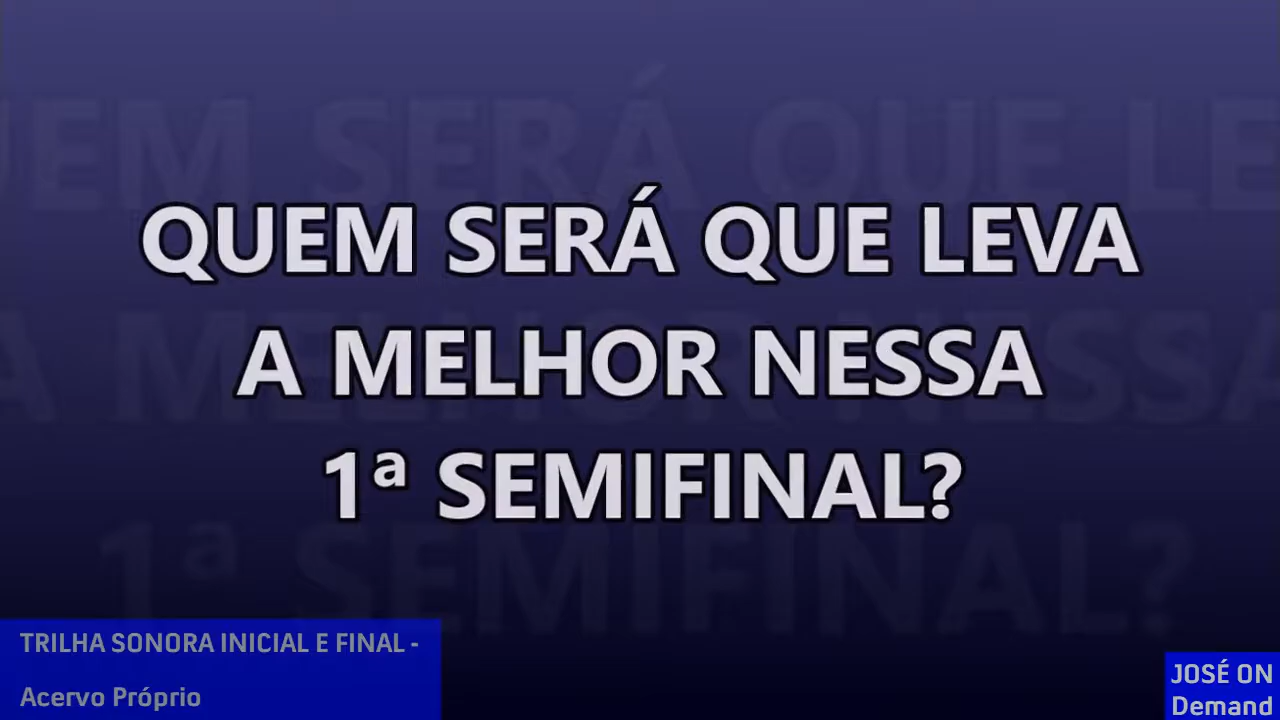 QUEM SERÁ QUE LEVA
A MELHOR NESSA
1ª SEMIFINAL?
TRILHA SONORA INICIAL E FINAL -
Acervo Próprio
JOSÉ ON
Demand